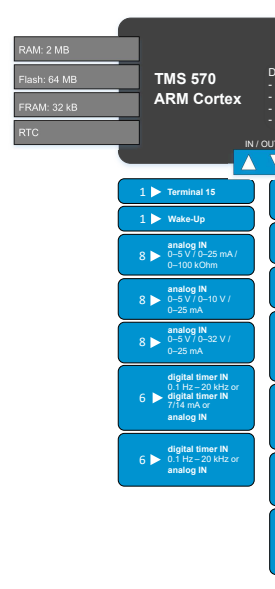 RAM: 2 MB
Flash: 64 MB
FRAM: 32 kB
RTC
TMS 570
ARM Cortex
D
-
-
-
-
IN / OU
1 Terminal 15
1 Wake-Up
8 analog IN
0–5 V / 0–25 mA /
0–100 kOhm
8 analog IN
0–5 V / 0–10 V /
0–25 mA
8 analog IN
0–5 V / 0–32 V /
0–25 mA
6 digital timer IN
0.1 Hz – 20 kHz or
digital timer IN
7/14 mA or
analog IN
6 digital timer IN
0.1 Hz – 20 kHz or
analog IN